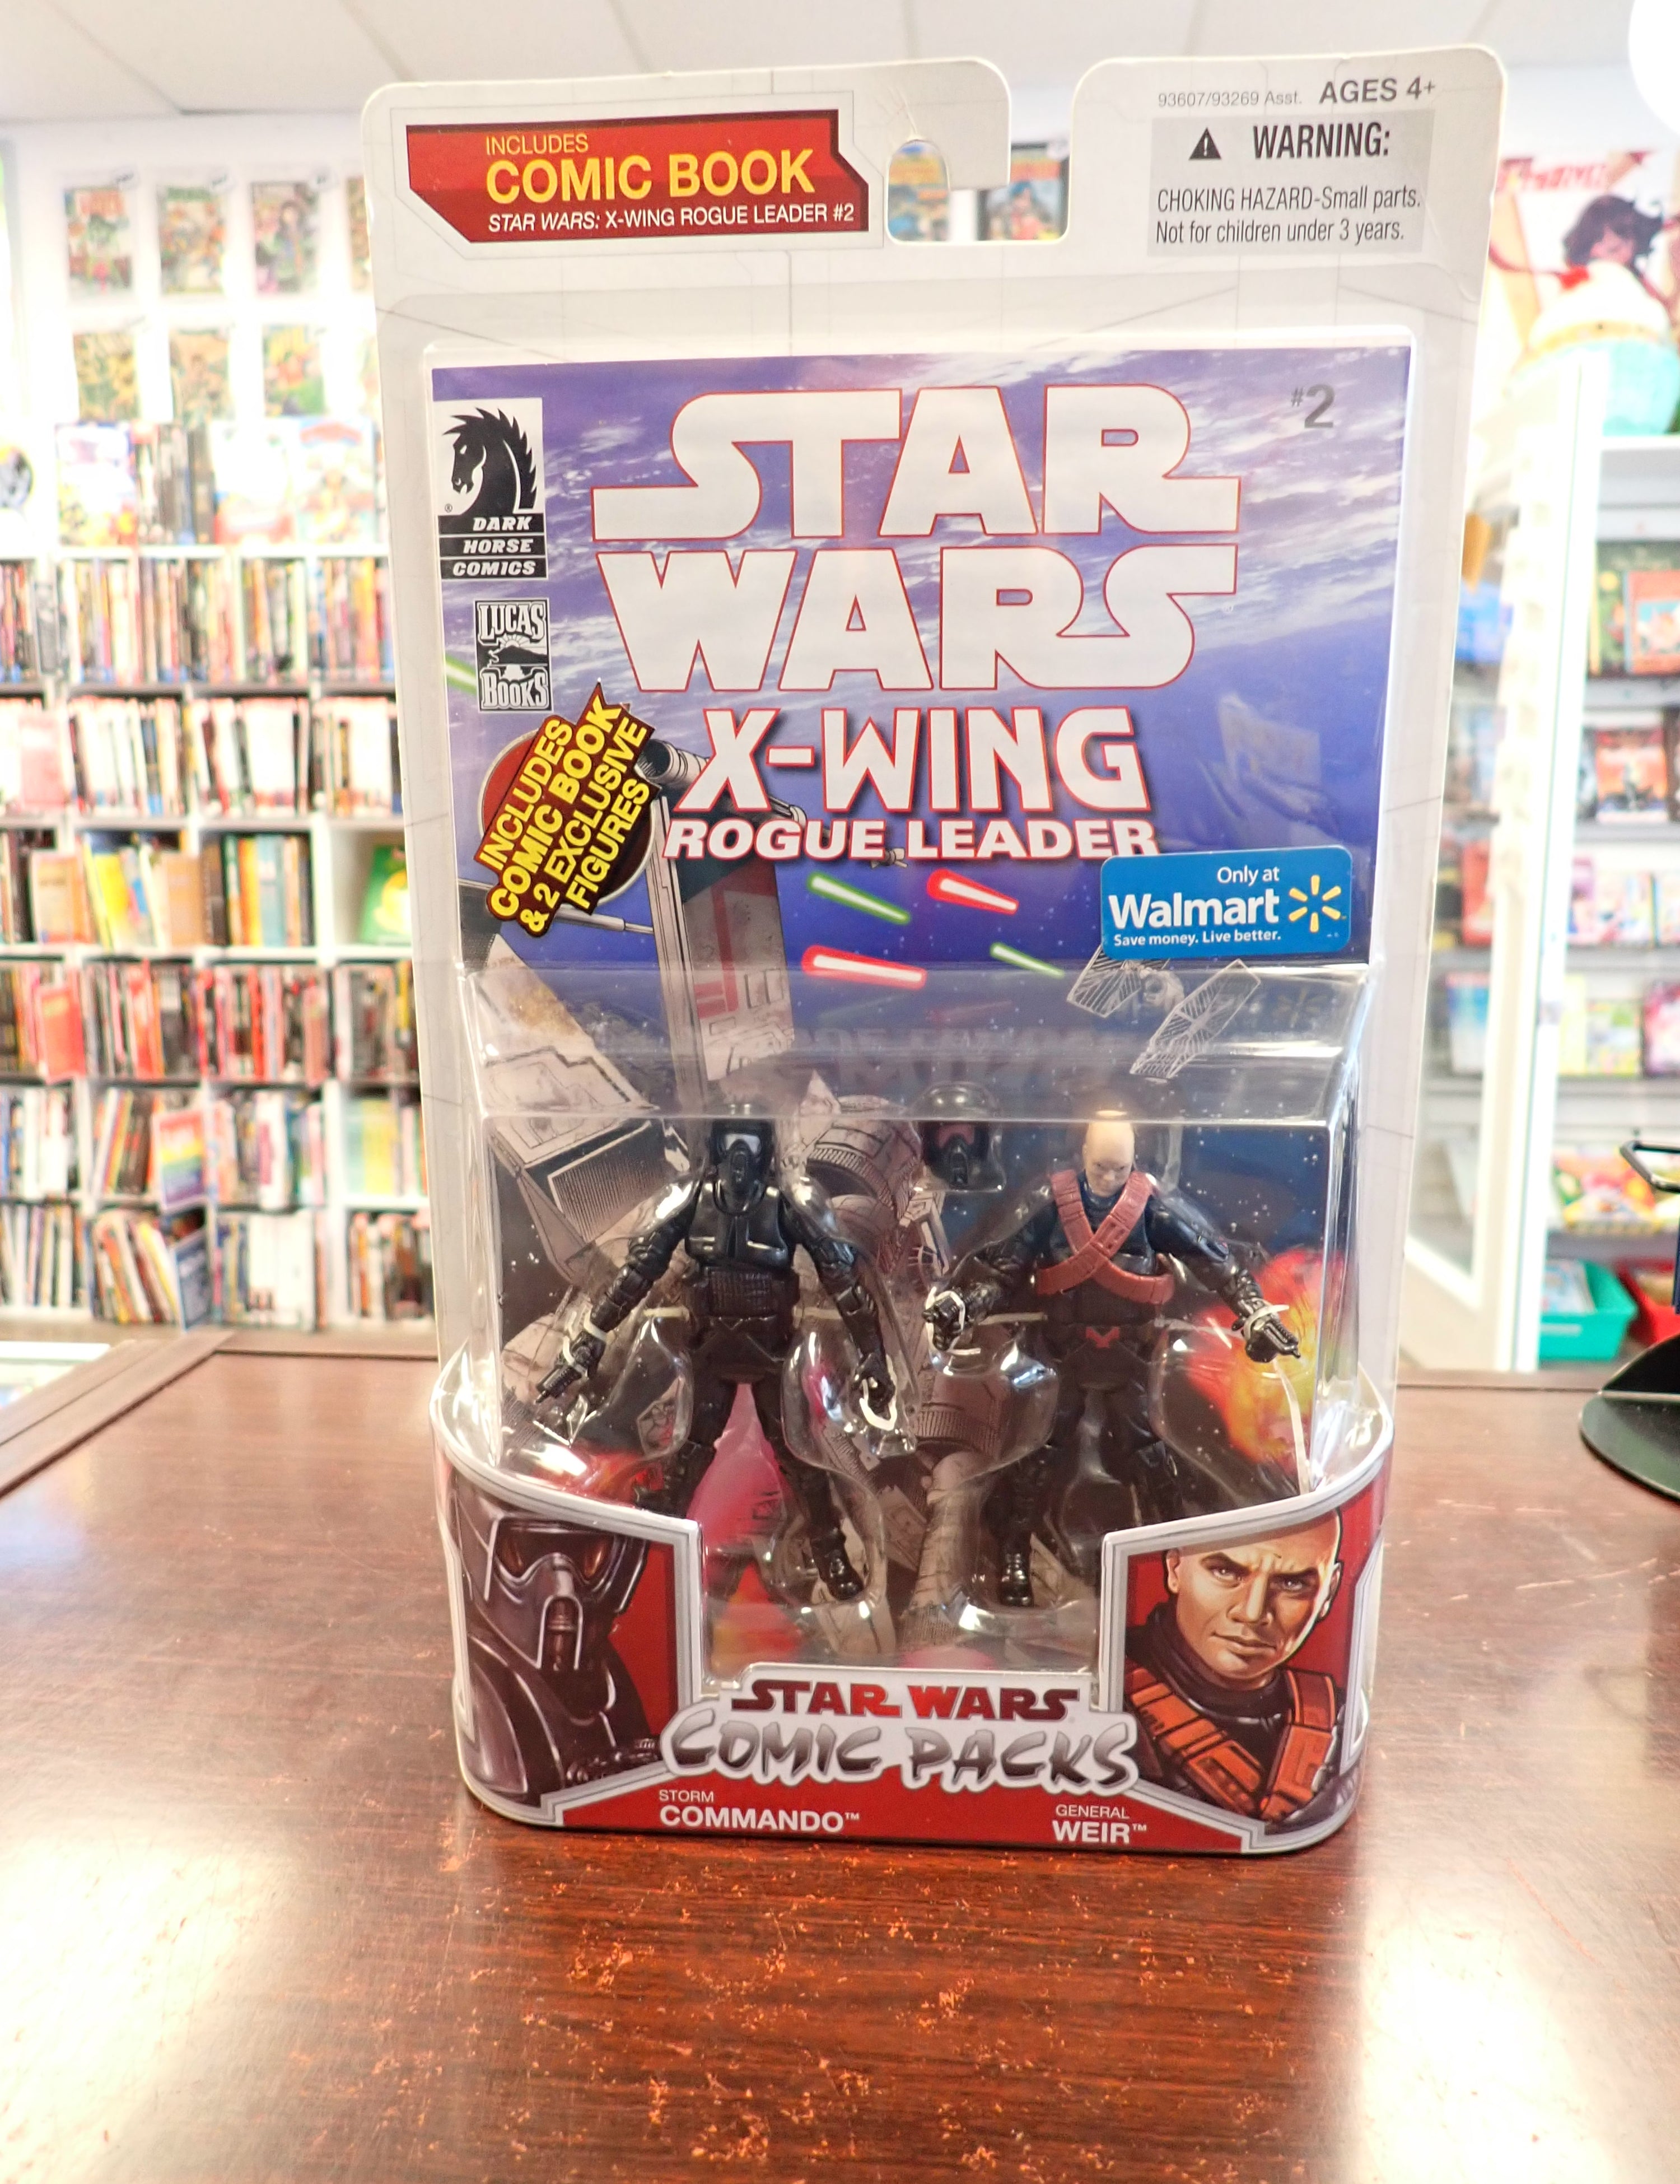 INCLUDES
COMIC BOOK
STAR WARS: X-WING ROGUE LEADER #2
93607/93269 Asst. AGES 4+
WARNING:
CHOKING HAZARD-Small parts.
Not for children under 3 years.
#2
STAR
WARS
®
X-WING
ROGUE LEADER
®
DARK
HORSE
COMICS
LUCAS
BOOKS
INCLUDES
COMIC BOOK
& 2 EXCLUSIVE
FIGURES
Only at
Walmart
Save money. Live better.
STAR WARS
COMIC PACKS
STORM
COMMANDO™
GENERAL
WEIR™